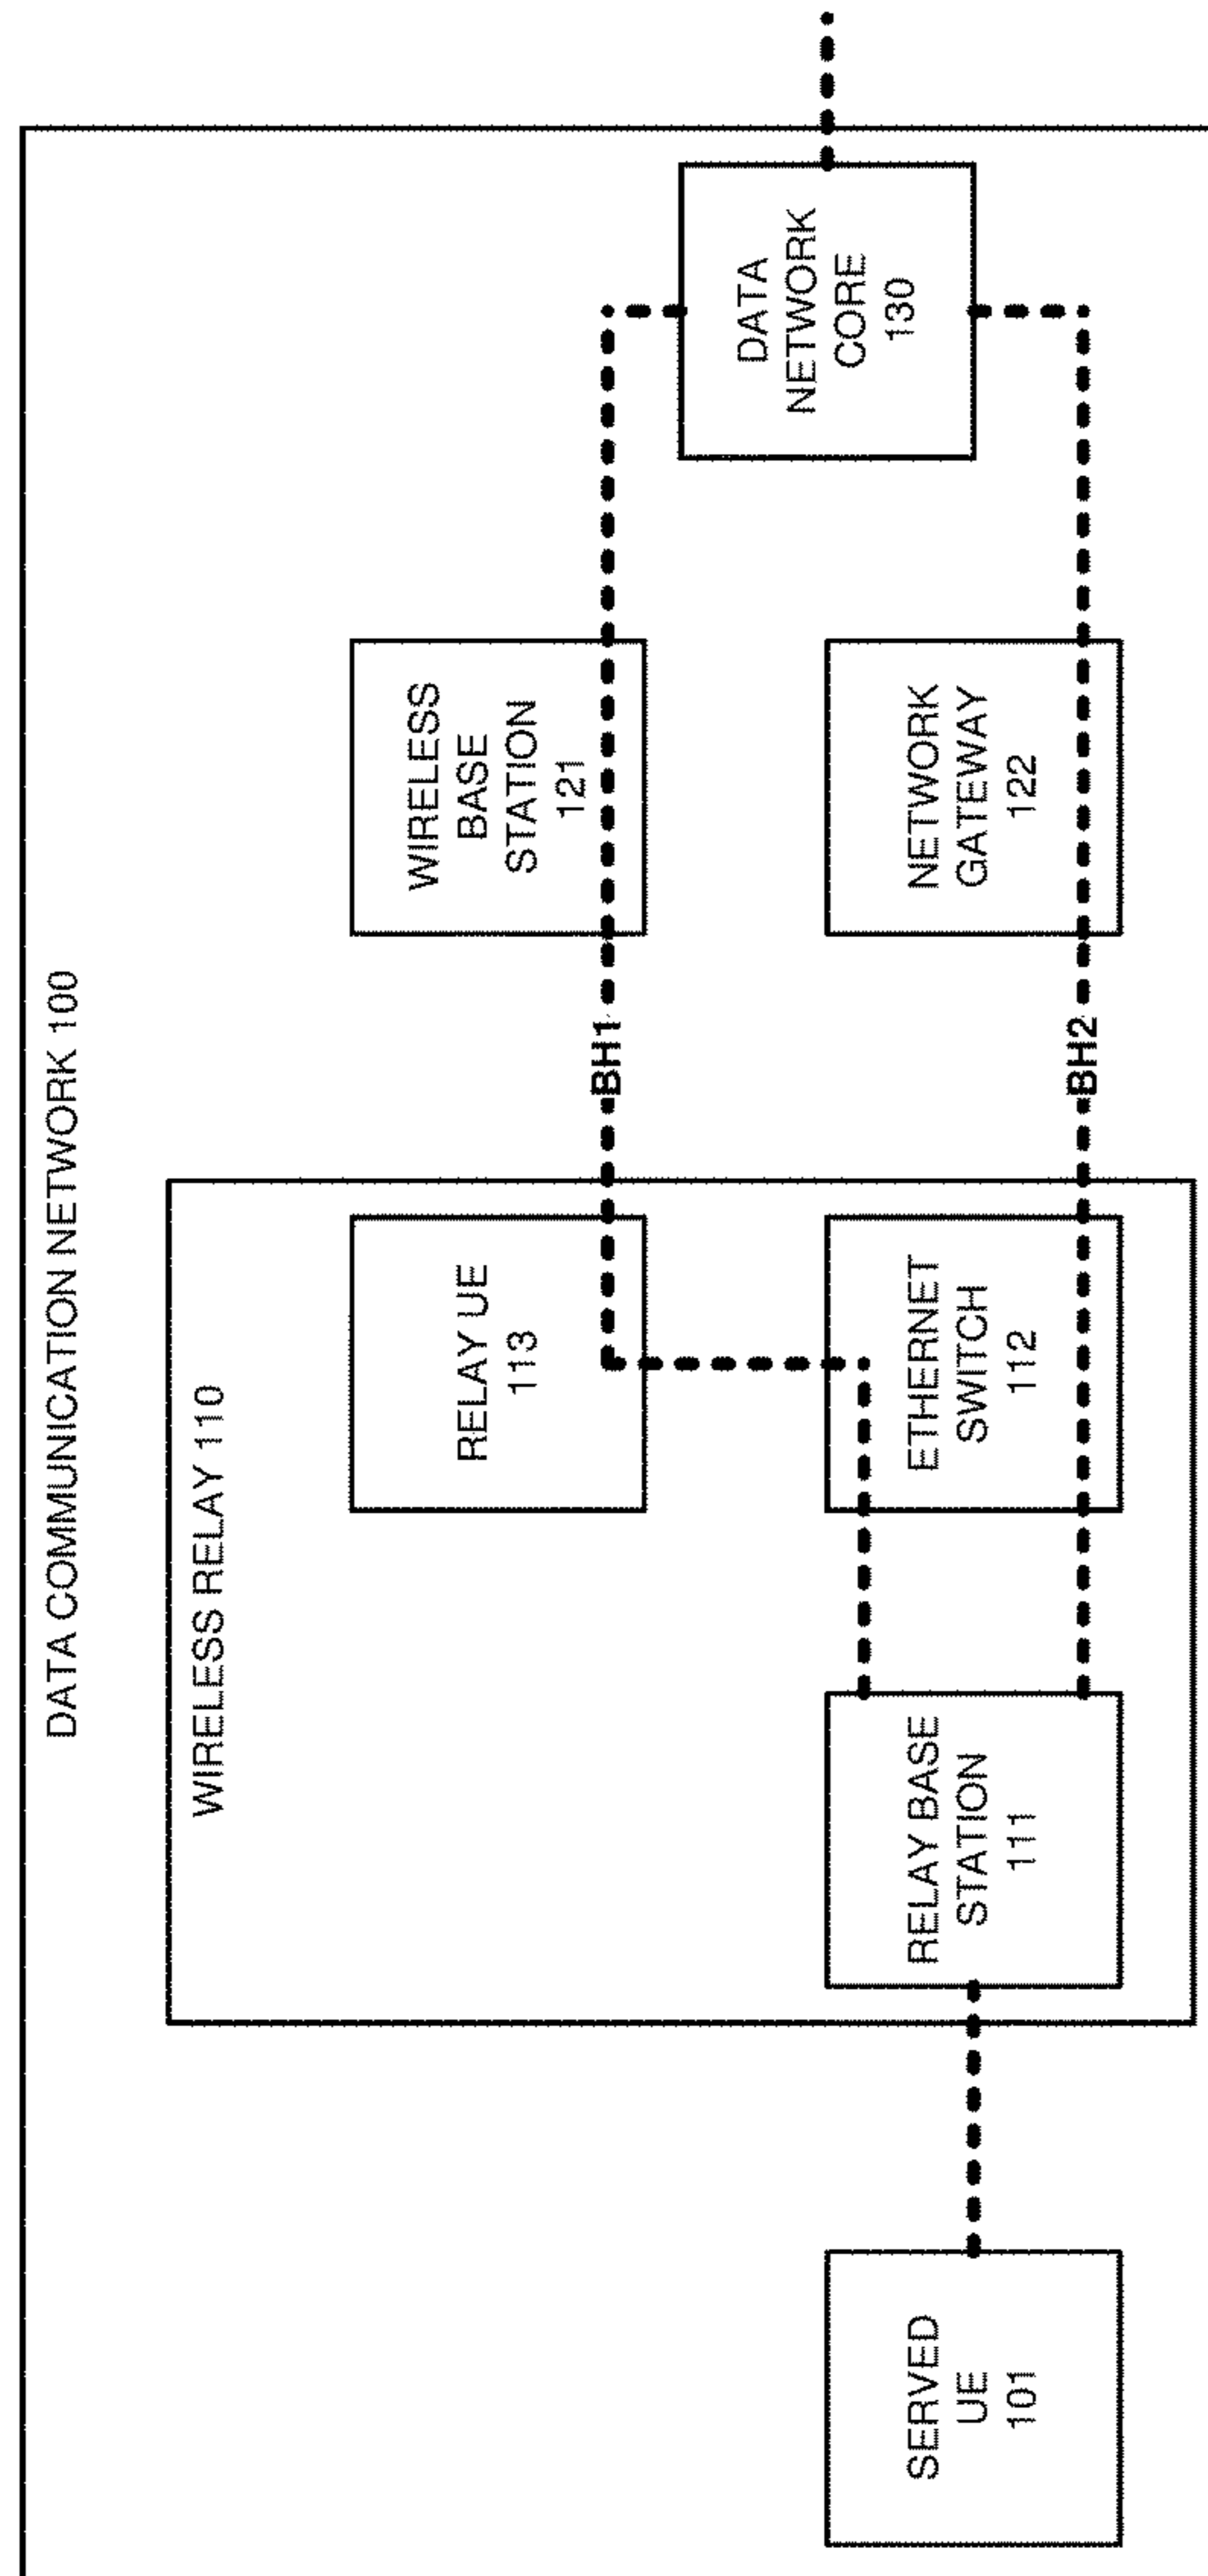 DATA COMMUNICATION NETWORK 100
WIRELESS RELAY 110
RELAY UE
113
BH1
WIRELESS
BASE
STATION
121
DATA
NETWORK
CORE
130
SERVED
UE
101
RELAY BASE
STATION
111
ETHERNET
SWITCH
112
BH2
NETWORK
GATEWAY
122